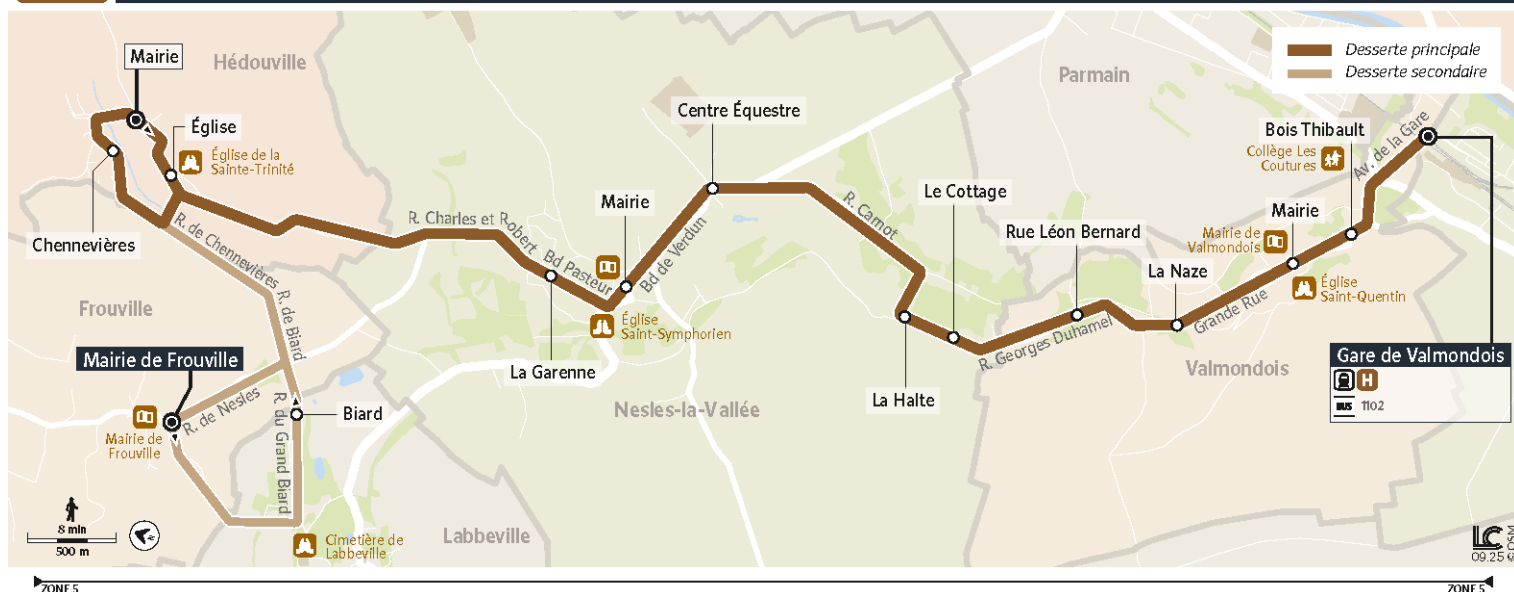 Desserte principale
Desserte secondaire
Mairie
Hédouville
Parmain
Centre Équestre
Église
Église de la
Sainte-Trinité
Bois Thibault
Collège Les
Coutures
Av. de la Gare
Chennevières
R. de Chennevières
R. Charles et R.
Robert
Bd Pasteur
Mairie
Bd de Verdun
R. Carnot
Le Cottage
Rue Léon Bernard
Mairie
Mairie de
Valmondois
La Naze
Grande Rue
Église
Saint-Quentin
Frouville
R. de Biard
Mairie de Frouville
R. de Nesles
Mairie de
Frouville
R. du Grand Biard
Biard
La Garenne
Église
Saint-Symphorien
Nesles-la-Vallée
La Halte
R. Georges Duhamel
Valmondois
Gare de Valmondois
H
BUS 1102
8 min
500 m
N
Cimetière de
Labbeville
Labbeville
LC
09.25 © OSM
ZONE 5
ZONE 5